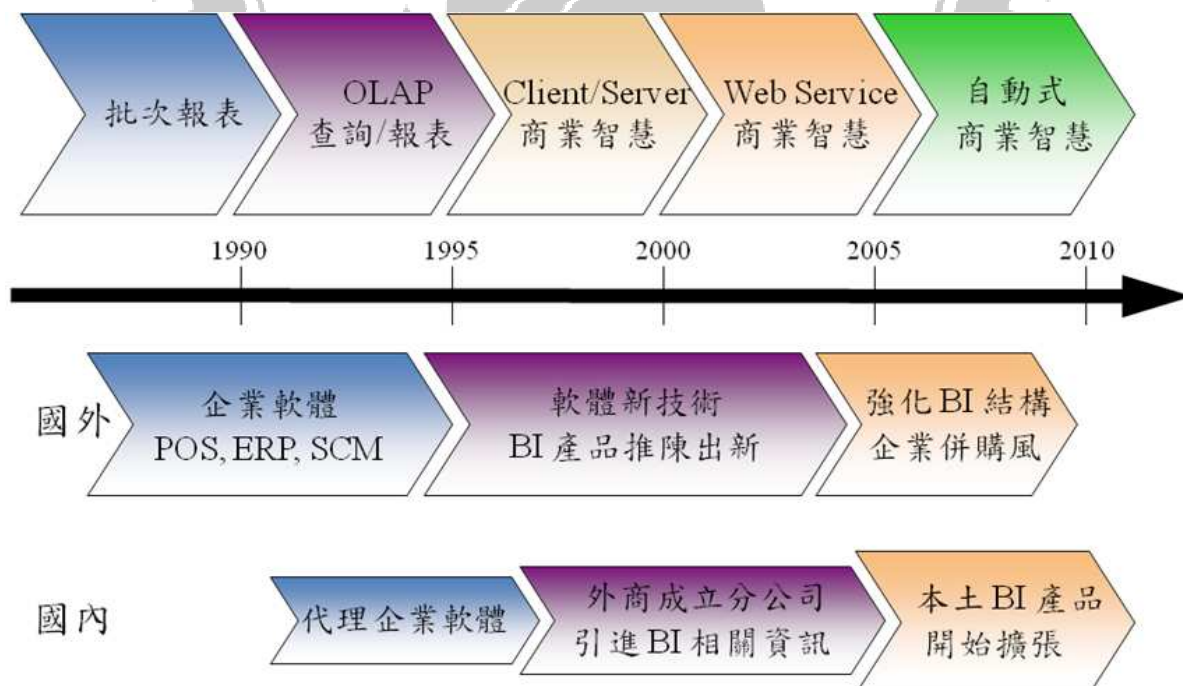 批次報表
OLAP
查詢/報表
Client/Server
商業智慧
Web Service
商業智慧
自動式
商業智慧
1990
1995
2000
2005
2010
國外
企業軟體
POS, ERP, SCM
軟體新技術
BI 產品推陳出新
強化 BI 結構
企業併購風
國內
代理企業軟體
外商成立分公司
引進 BI 相關資訊
本土 BI 產品
開始擴張